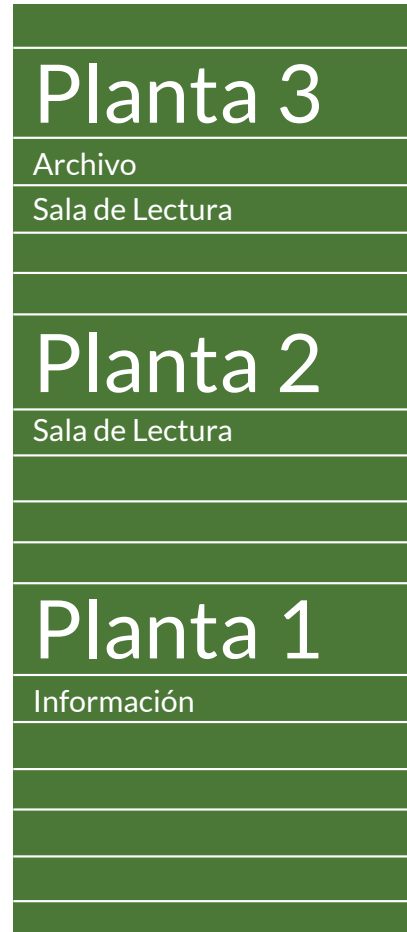 Planta 3
Archivo
Sala de Lectura
Planta 2
Sala de Lectura
Planta 1
Información